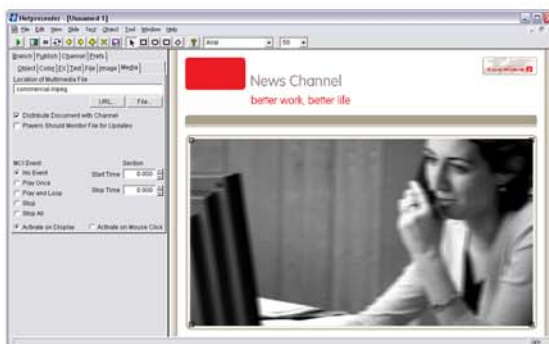 Netpresenter - [Unnamed 1]
File Edit View Slide Text Object Tool Window Help
Arial 50
Branch Publish Channel Prefs
Object Color Fx Text File Image Media
Location of Multimedia File
commercial.mpeg
URL... File...
Distribute Document with Channel
Players Should Monitor File for Updates
MCI Event Section
No Event Start Time 0.000
Play Once
Play and Loop Stop Time 0.000
Stop
Stop All
Activate on Display Activate on Mouse Click
News Channel
better work, better life